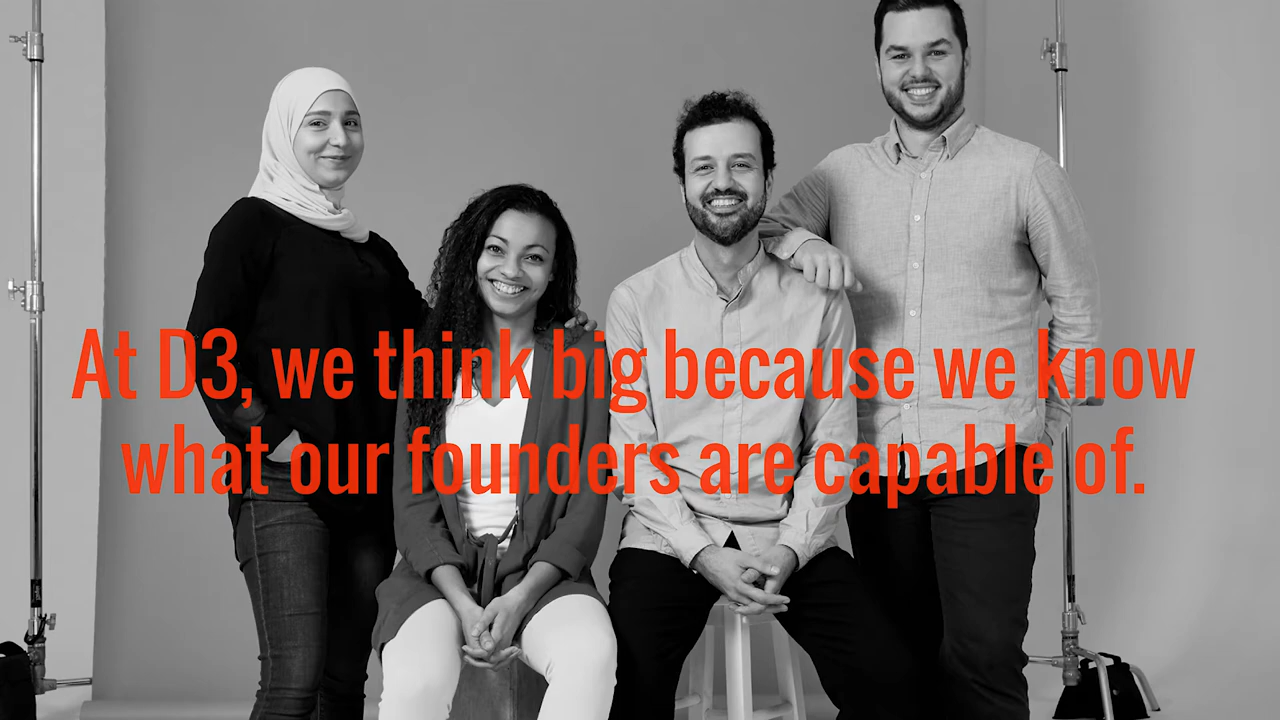 At D3, we think big because we know
what our founders are capable of.